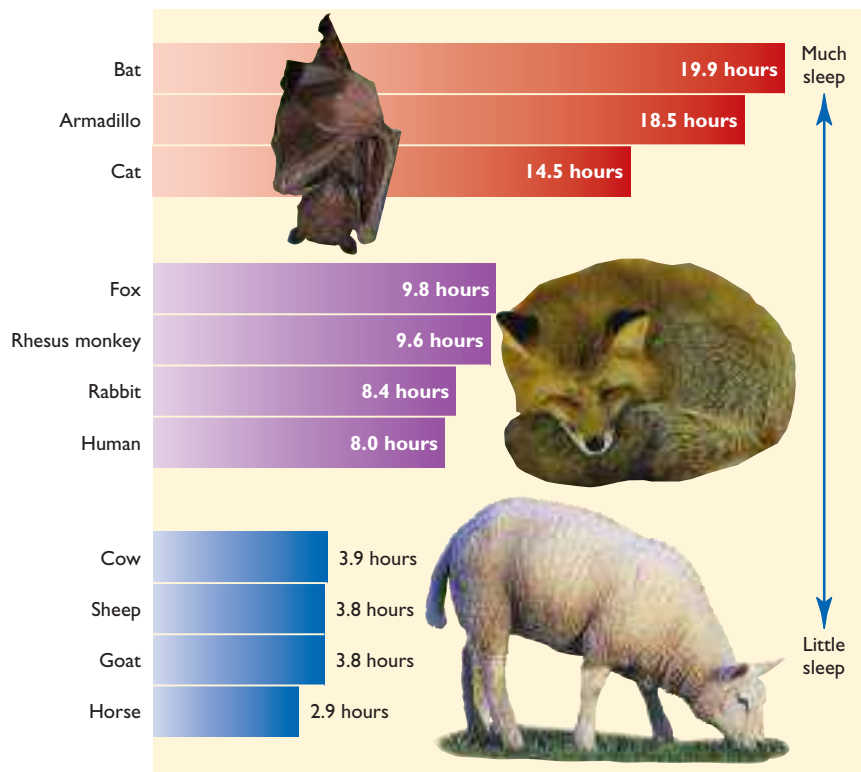 Bat 19.9 hours
Much
sleep
Armadillo 18.5 hours
Cat 14.5 hours
Fox 9.8 hours
Rhesus monkey 9.6 hours
Rabbit 8.4 hours
Human 8.0 hours
Cow 3.9 hours
Sheep 3.8 hours
Goat 3.8 hours
Little
sleep
Horse 2.9 hours